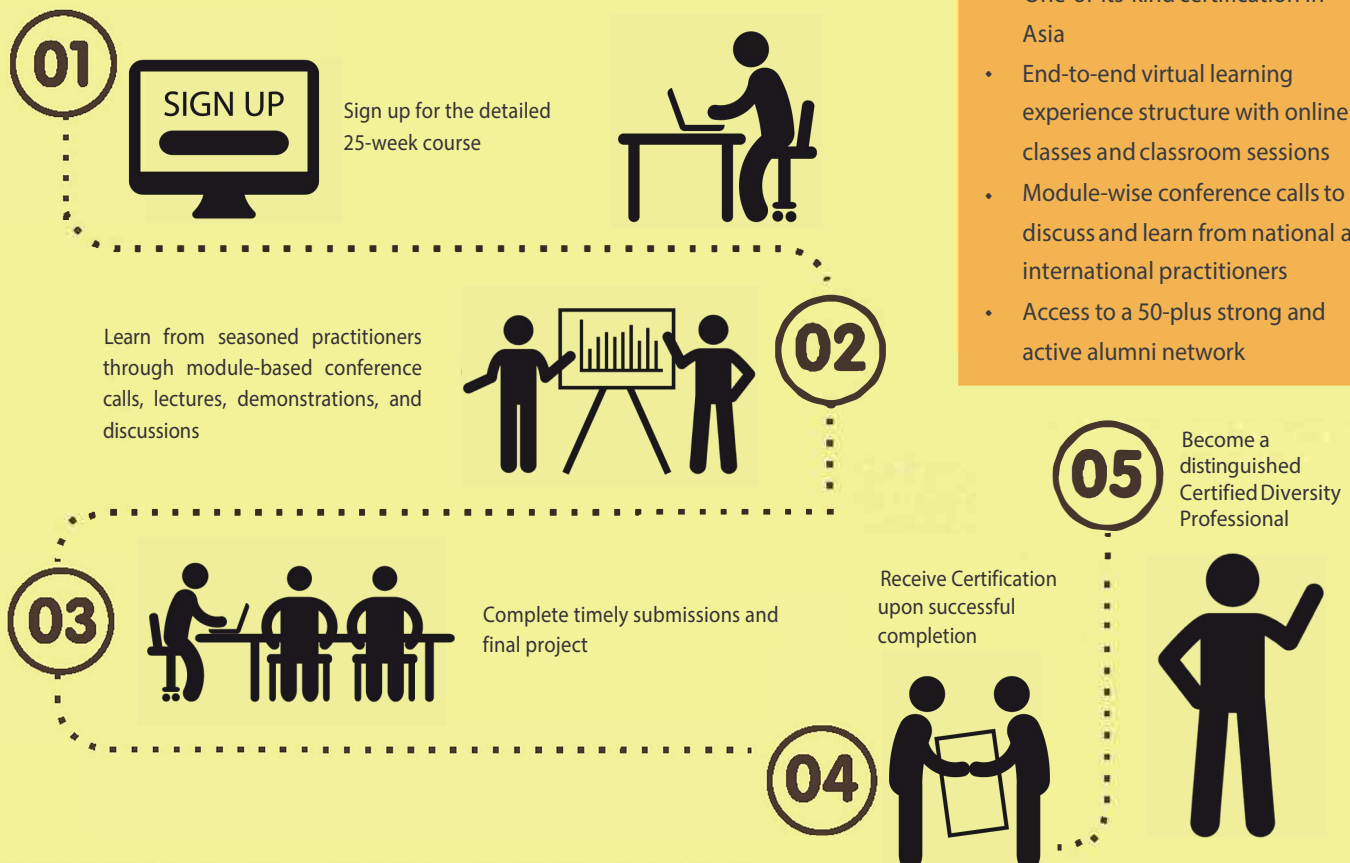 01
SIGN UP
Sign up for the detailed
25-week course
Asia
• End-to-end virtual learning
experience structure with online
classes and classroom sessions
• Module-wise conference calls to
discuss and learn from national
international practitioners
• Access to a 50-plus strong and
active alumni network
Learn from seasoned practitioners
through module-based conference
calls, lectures, demonstrations, and
discussions
02
03
Complete timely submissions and
final project
Receive Certification
upon successful
completion
04
05
Become a
distinguished
Certified Diversity
Professional